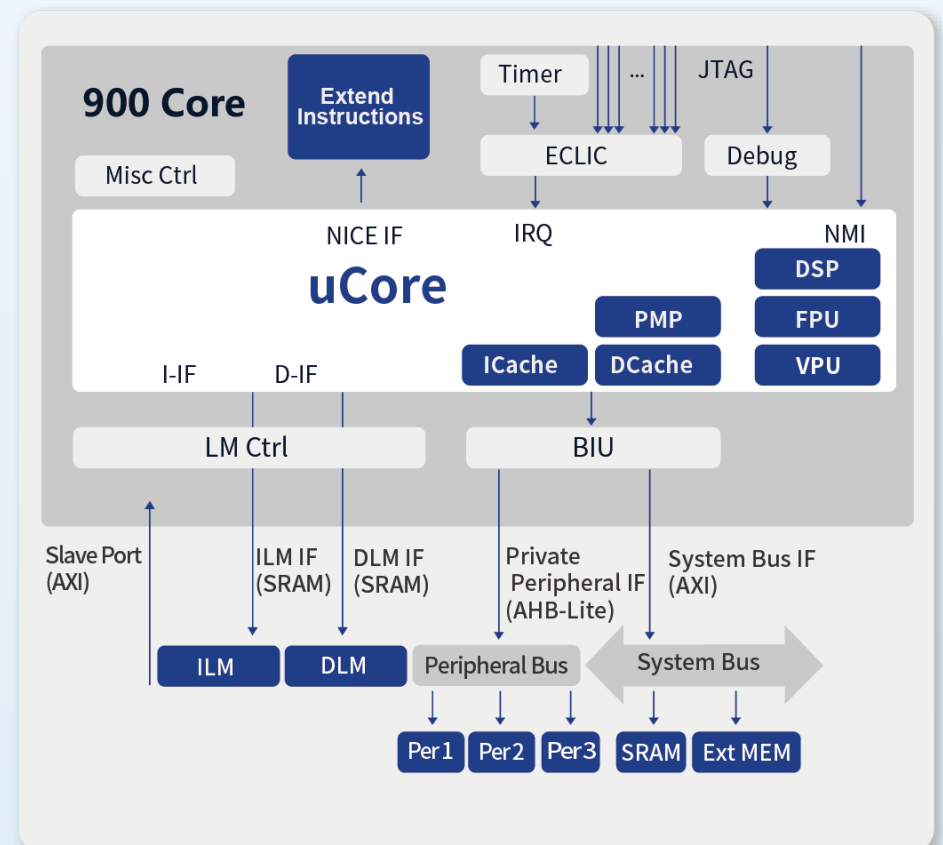 900 Core
Extend
Instructions
Timer
...
JTAG
Misc Ctrl
ECLIC
Debug
NICE IF
IRQ
NMI
uCore
DSP
PMP
FPU
ICache
DCache
VPU
I-IF
D-IF
LM Ctrl
BIU
Slave Port
(AXI)
ILM IF
(SRAM)
DLM IF
(SRAM)
Private
Peripheral IF
(AHB-Lite)
System Bus IF
(AXI)
ILM
DLM
Peripheral Bus
System Bus
Per1
Per2
Per3
SRAM
Ext MEM